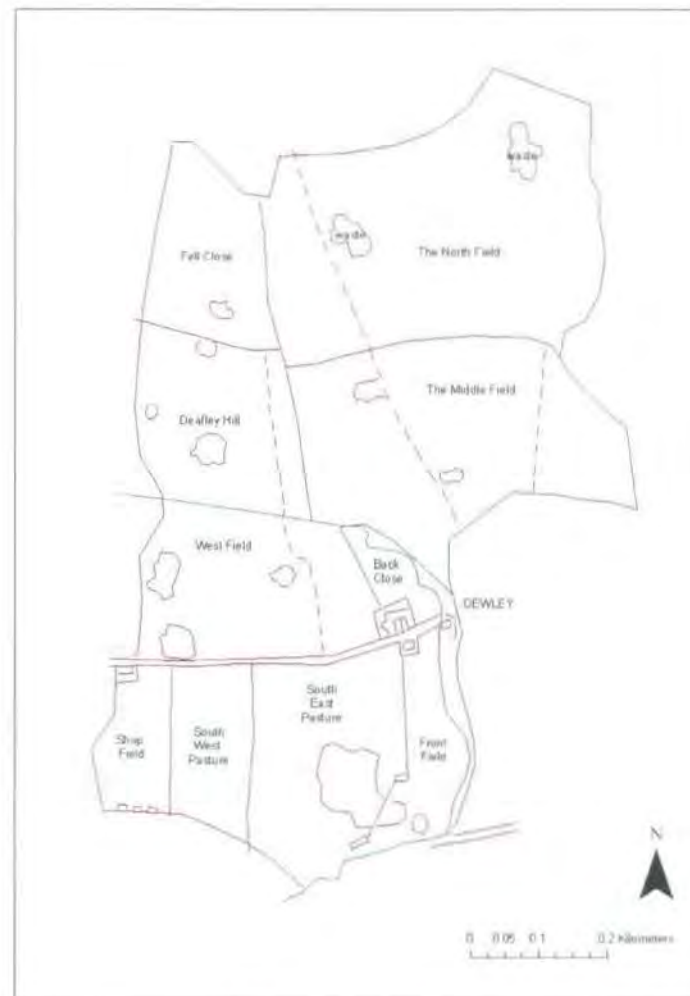 waste
waste
Fell Close
The North Field
The Middle Field
Deafley Hill
West Field
Back
Close
DEWLEY
South
East
Pasture
Shop
Field
South
West
Pasture
Front
Field
N
0 0.05 0.1 0.2 Kilometers